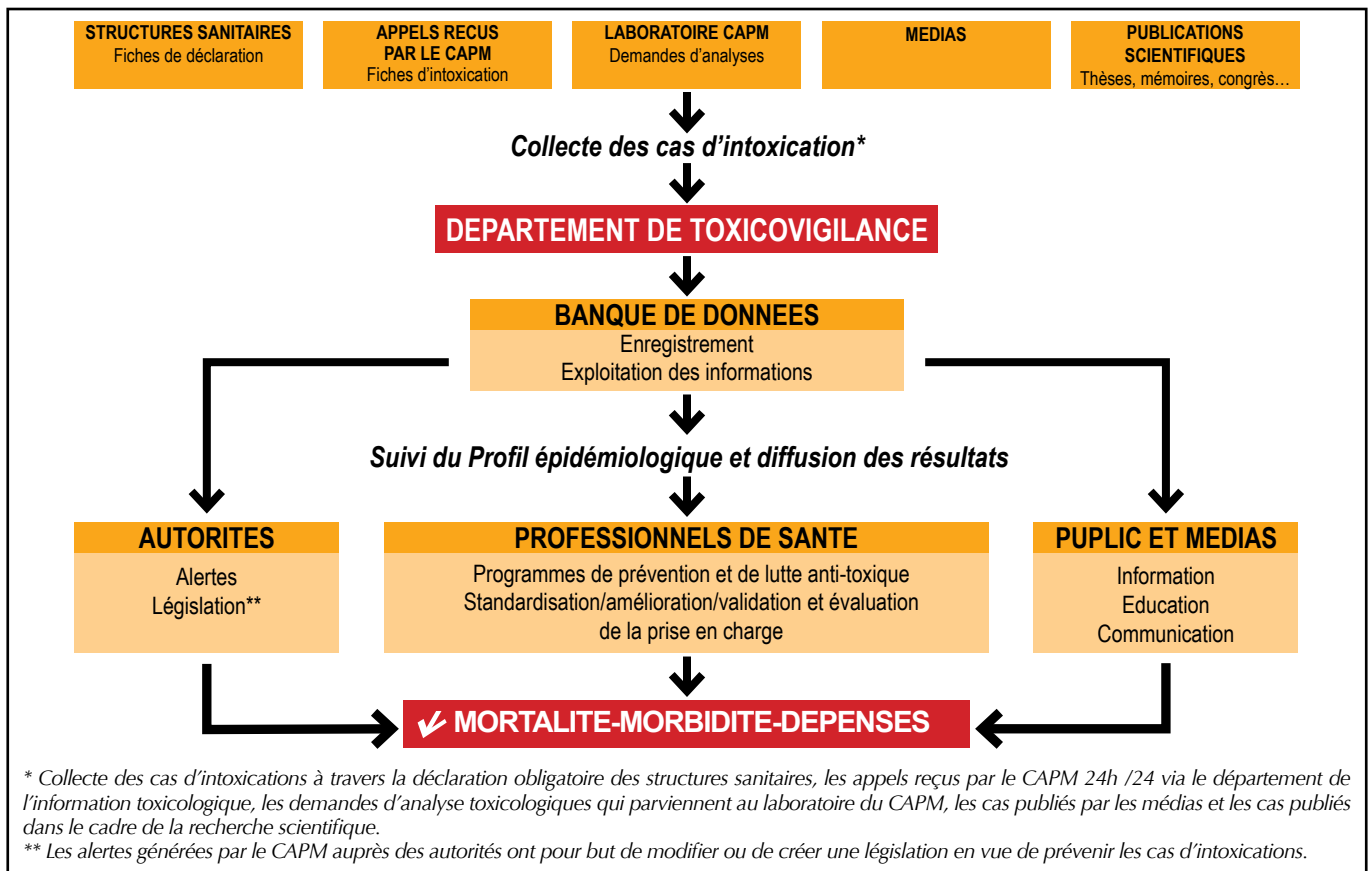 STRUCTURES SANITAIRES
Fiches de déclaration
APPELS RECUS
PAR LE CAPM
Fiches d'intoxication
LABORATOIRE CAPM
Demandes d'analyses
MEDIAS
PUBLICATIONS
SCIENTIFIQUES
Thèses, mémoires, congrès…
Collecte des cas d'intoxication*
DEPARTEMENT DE TOXICOVIGILANCE
BANQUE DE DONNEES
Enregistrement
Exploitation des informations
Suivi du Profil épidémiologique et diffusion des résultats
AUTORITES
Alertes
Législation**
PROFESSIONNELS DE SANTE
Programmes de prévention et de lutte anti-toxique
Standardisation/amélioration/validation et évaluation
de la prise en charge
PUPLIC ET MEDIAS
Information
Education
Communication
MORTALITE-MORBIDITE-DEPENSES
* Collecte des cas d'intoxications à travers la déclaration obligatoire des structures sanitaires, les appels reçus par le CAPM 24h /24 via le département de
l'information toxicologique, les demandes d'analyse toxicologiques qui parviennent au laboratoire du CAPM, les cas publiés par les médias et les cas publiés
dans le cadre de la recherche scientifique.
** Les alertes générées par le CAPM auprès des autorités ont pour but de modifier ou de créer une législation en vue de prévenir les cas d'intoxications.